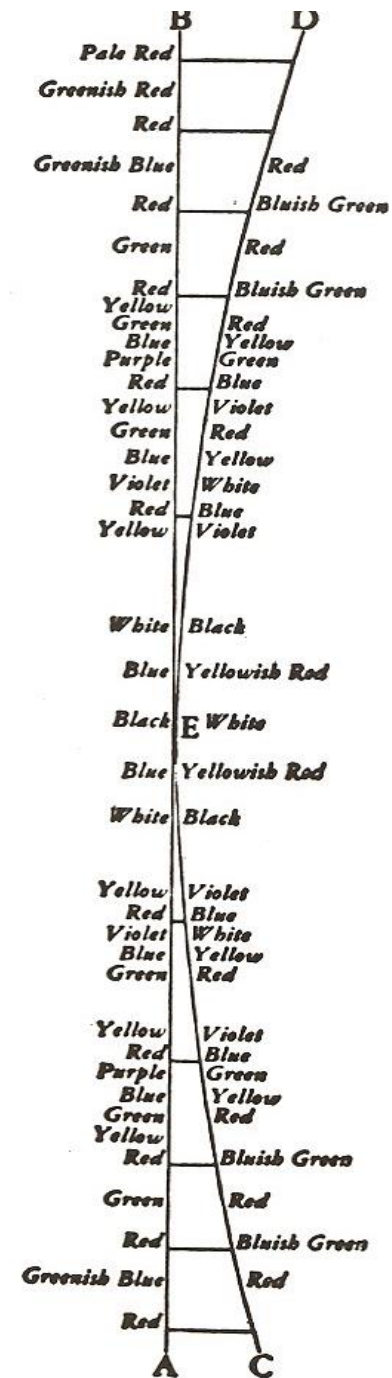 B D
Pale Red
Greenish Red
Red
Greenish Blue Red
Red Bluish Green
Green Red
Red Bluish Green
Yellow
Green Red
Blue Yellow
Purple Green
Red Blue
Yellow Violet
Green Red
Blue Yellow
Violet White
Red Blue
Yellow Violet
White Black
Blue Yellowish Red
Black E White
Blue Yellowish Red
White Black
Yellow Violet
Red Blue
Violet White
Blue Yellow
Green Red
Yellow Violet
Red Blue
Purple Green
Blue Yellow
Green Red
Yellow
Red Bluish Green
Green Red
Red Bluish Green
Greenish Blue Red
Red
A C